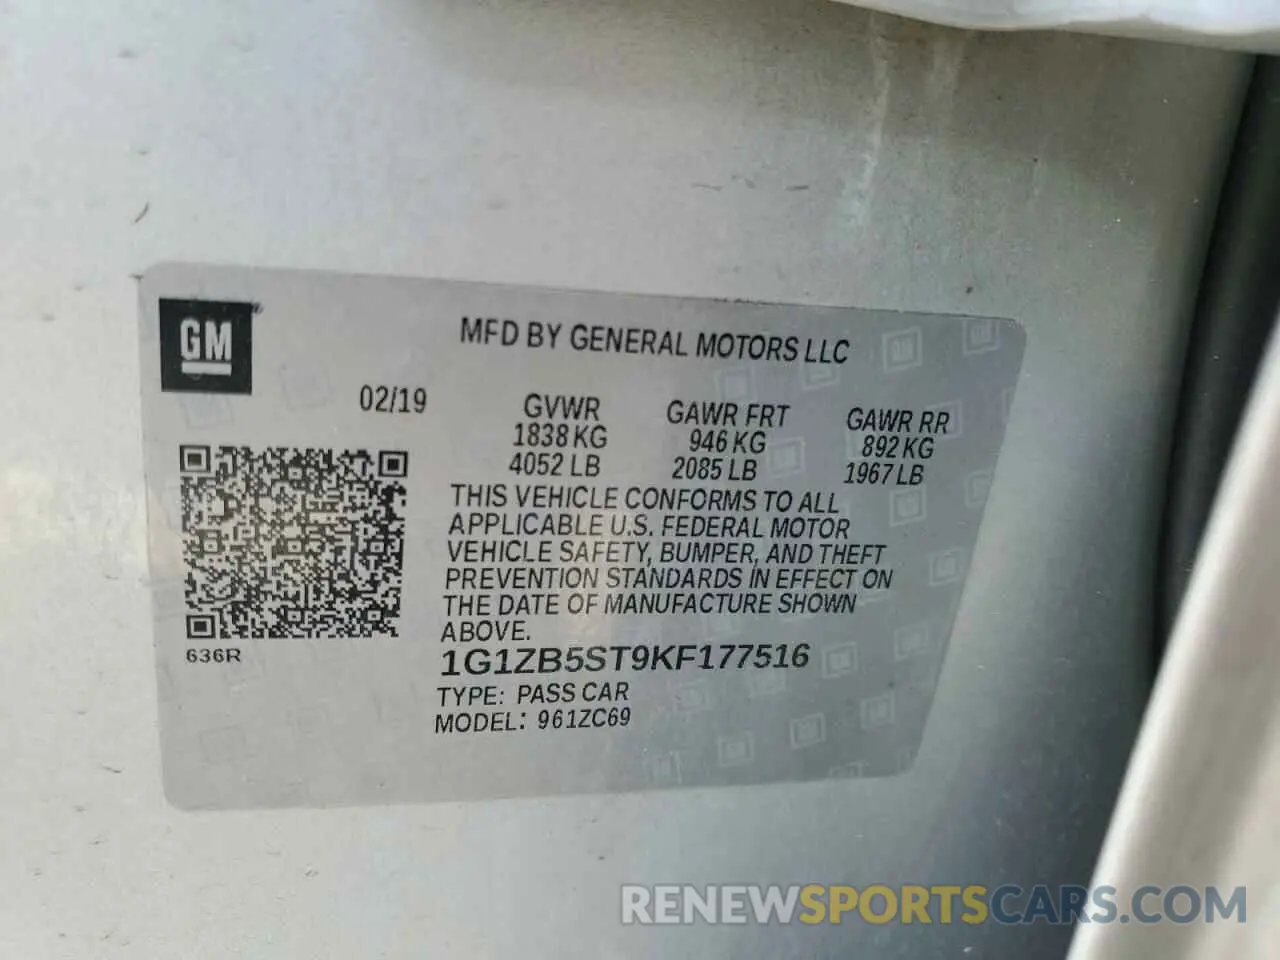 GM
MFD BY GENERAL MOTORS LLC
02/19
GVWR GAWR FRT GAWR RR
1838 KG 946 KG 892 KG
4052 LB 2085 LB 1967 LB
THIS VEHICLE CONFORMS TO ALL
APPLICABLE U.S. FEDERAL MOTOR
VEHICLE SAFETY, BUMPER, AND THEFT
PREVENTION STANDARDS IN EFFECT ON
THE DATE OF MANUFACTURE SHOWN
ABOVE.
636R
1G1ZB5ST9KF177516
TYPE: PASS CAR
MODEL: 961ZC69
RENEWSPORTSCARS.COM